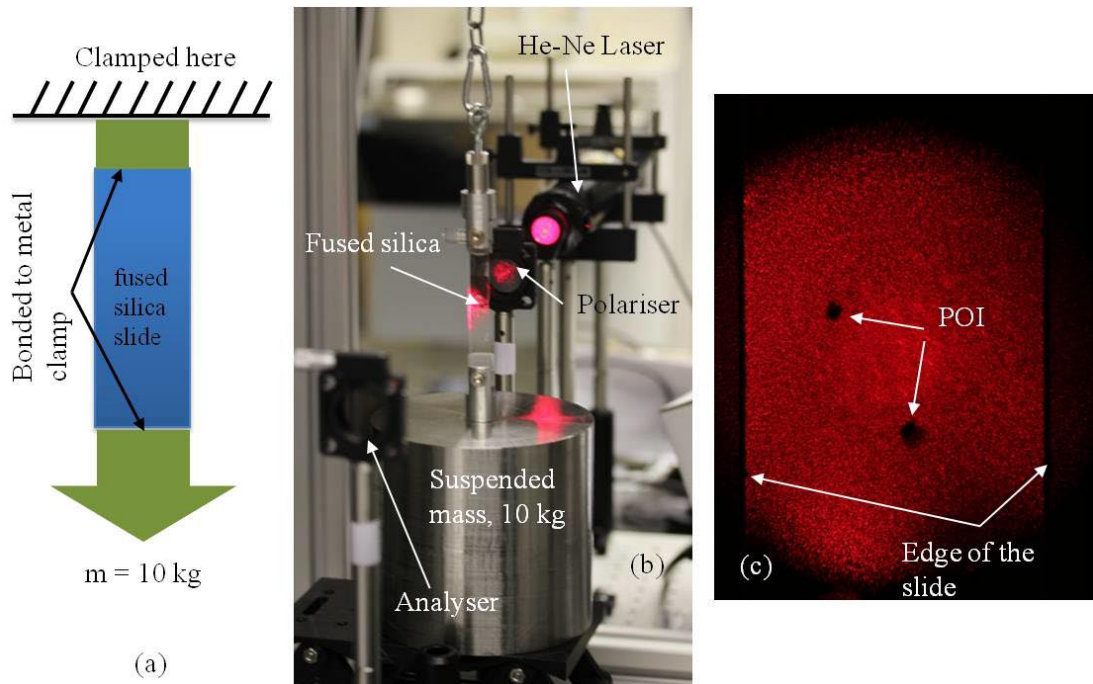 Clamped here
Bonded to metal
clamp
fused
silica
slide
m = 10 kg
(a)
He-Ne Laser
Fused silica
Polariser
Suspended
mass, 10 kg
(b)
Analyser
POI
(c)
Edge of the
slide